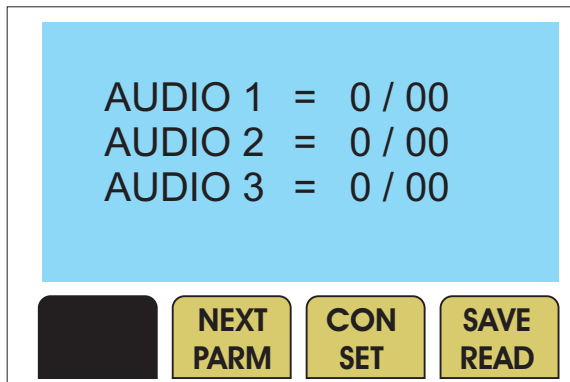 AUDIO 1 = 0 / 00
AUDIO 2 = 0 / 00
AUDIO 3 = 0 / 00
NEXT PARM
CON SET
SAVE READ